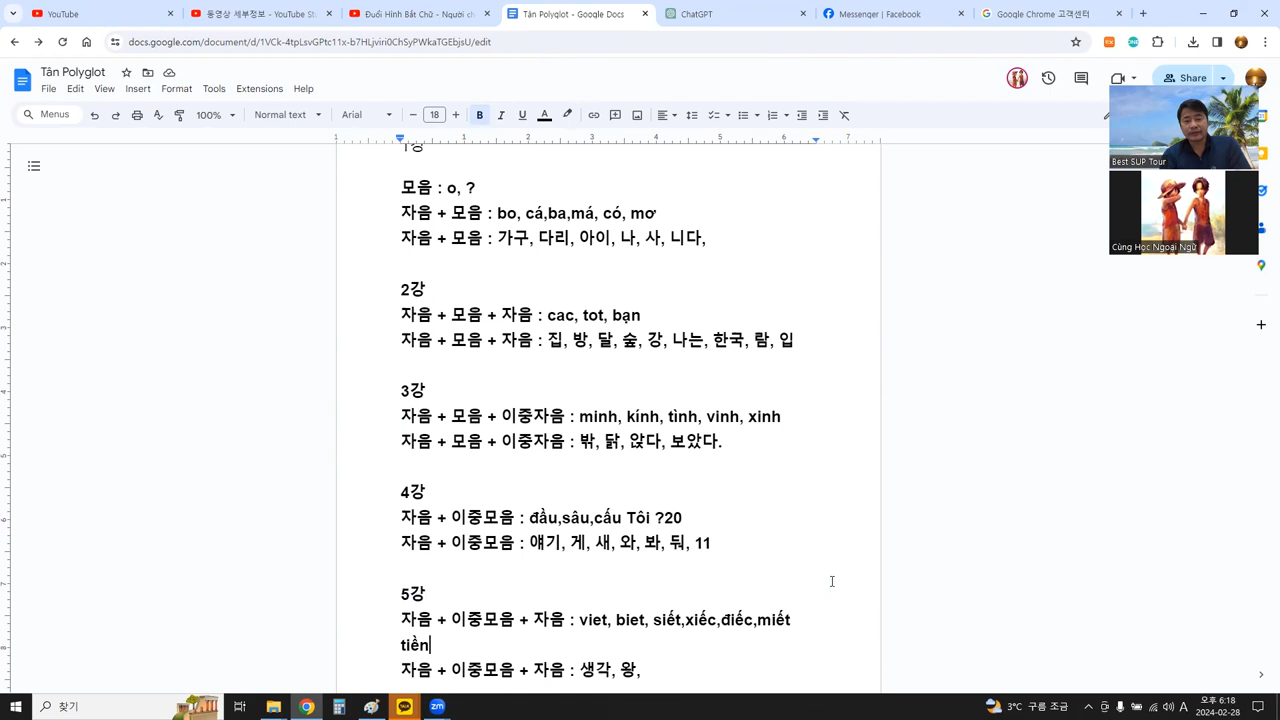 YouTube
동영상 세부정보 - YouTube St
Đuổi Hình Bắt Chữ - Người ch
Tân Polyglot - Google Docs
ChatGPT
Messenger | Facebook
Google Chrome 고객센터
docs.google.com/document/d/1VCk-4tpLsvGPtc11x-b7HLjviri0ChSvPWkaTGEbjsU/edit
Tân Polyglot
File Edit View Insert Format Tools Extensions Help
Share
Menus 100% Normal text Arial 18
Best SUP Tour
Cùng Học Ngoại Ngữ
1강
모음 : o, ?
자음 + 모음 : bo, cá,ba,má, có, mơ
자음 + 모음 : 가구, 다리, 아이, 나, 사, 니다,
2강
자음 + 모음 + 자음 : cac, tot, bạn
자음 + 모음 + 자음 : 집, 방, 달, 숲, 강, 나는, 한국, 람, 입
3강
자음 + 모음 + 이중자음 : minh, kính, tình, vinh, xinh
자음 + 모음 + 이중자음 : 밖, 닭, 앉다, 보았다.
4강
자음 + 이중모음 : đầu,sâu,cấu Tôi ?20
자음 + 이중모음 : 얘기, 게, 새, 와, 봐, 둬, 11
5강
자음 + 이중모음 + 자음 : viet, biet, siết,xiếc,điếc,miết
tiền
자음 + 이중모음 + 자음 : 생각, 왕,
찾기
3°C 구름 조금
오후 6:18
2024-02-28